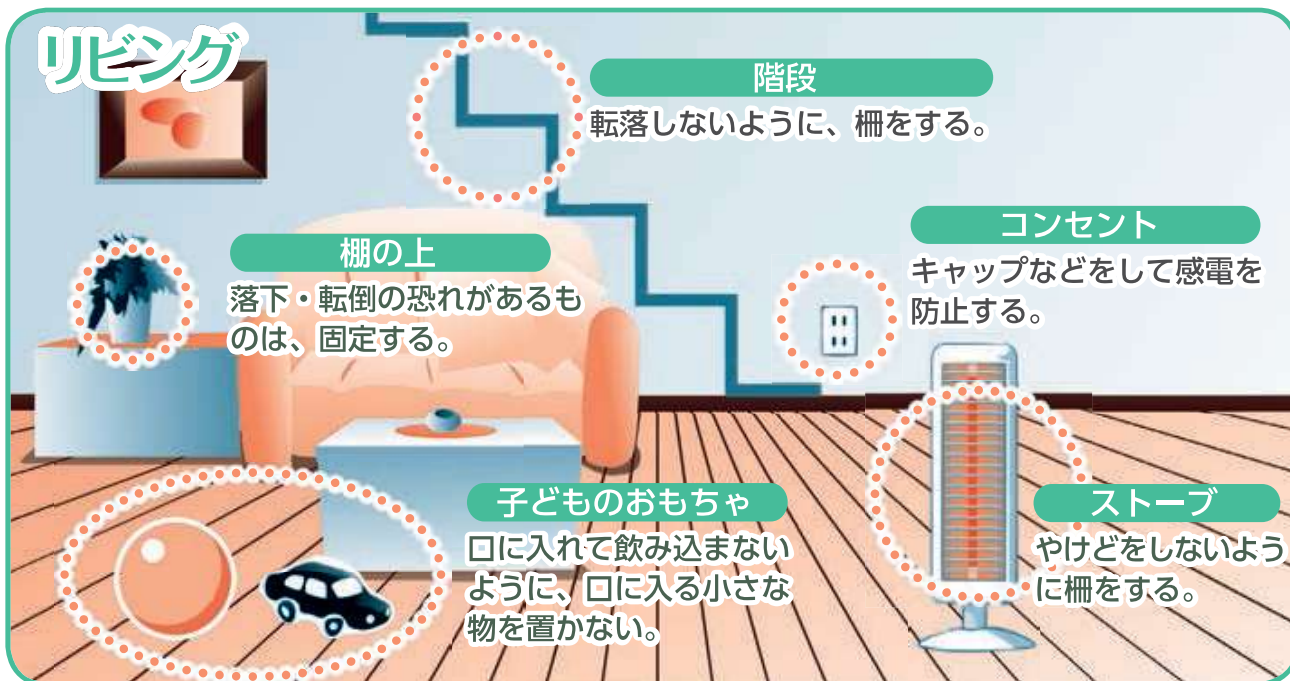 リビング
階段
転落しないように、柵をする。
棚の上
落下・転倒の恐れがあるも
のは、固定する。
コンセント
キャップなどをして感電を
防止する。
子どものおもちゃ
口に入れて飲み込まない
ように、口に入る小さな
物を置かない。
ストーブ
やけどをしないよう
に柵をする。